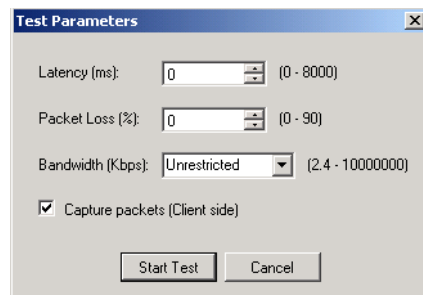 Test Parameters
Latency (ms): 0 (0 - 8000)
Packet Loss (%): 0 (0 - 90)
Bandwidth (Kbps): Unrestricted (2.4 - 10000000)
Capture packets (Client side)
Start Test Cancel